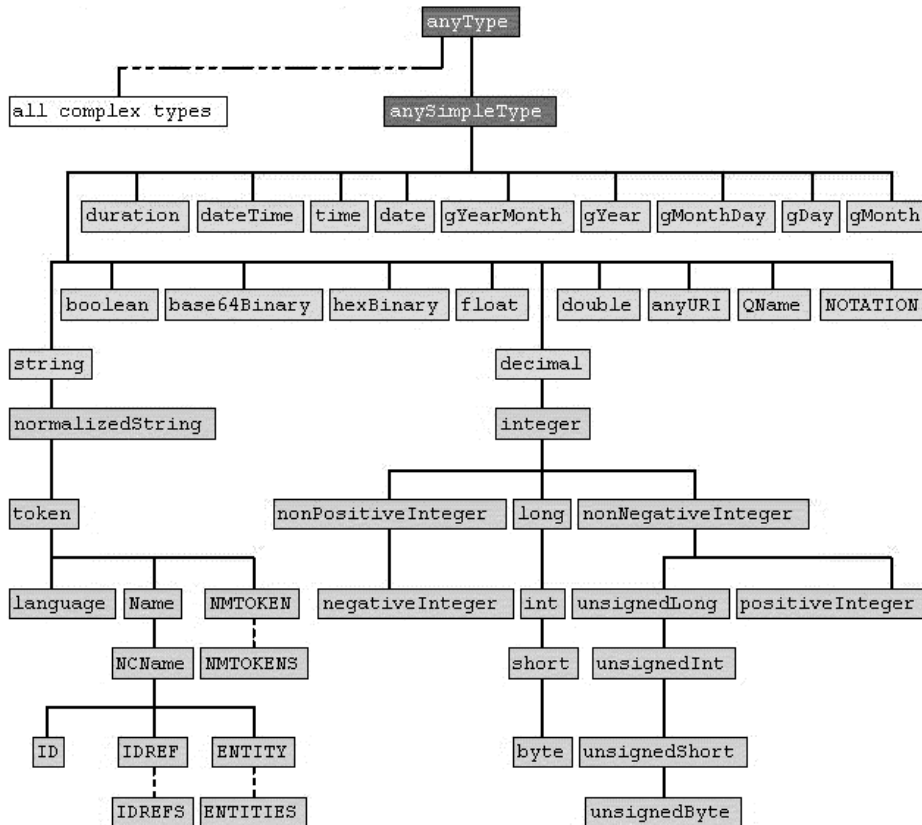 anyType
all complex types
anySimpleType
duration dateTime time date gYearMonth gYear gMonthDay gDay gMonth
boolean base64Binary hexBinary float double anyURI QName NOTATION
string decimal
normalizedString integer
token nonPositiveInteger long nonNegativeInteger
language Name NMTOKEN negativeInteger int unsignedLong positiveInteger
NCName NMTOKENS short unsignedInt
ID IDREF ENTITY byte unsignedShort
IDREFS ENTITIES unsignedByte